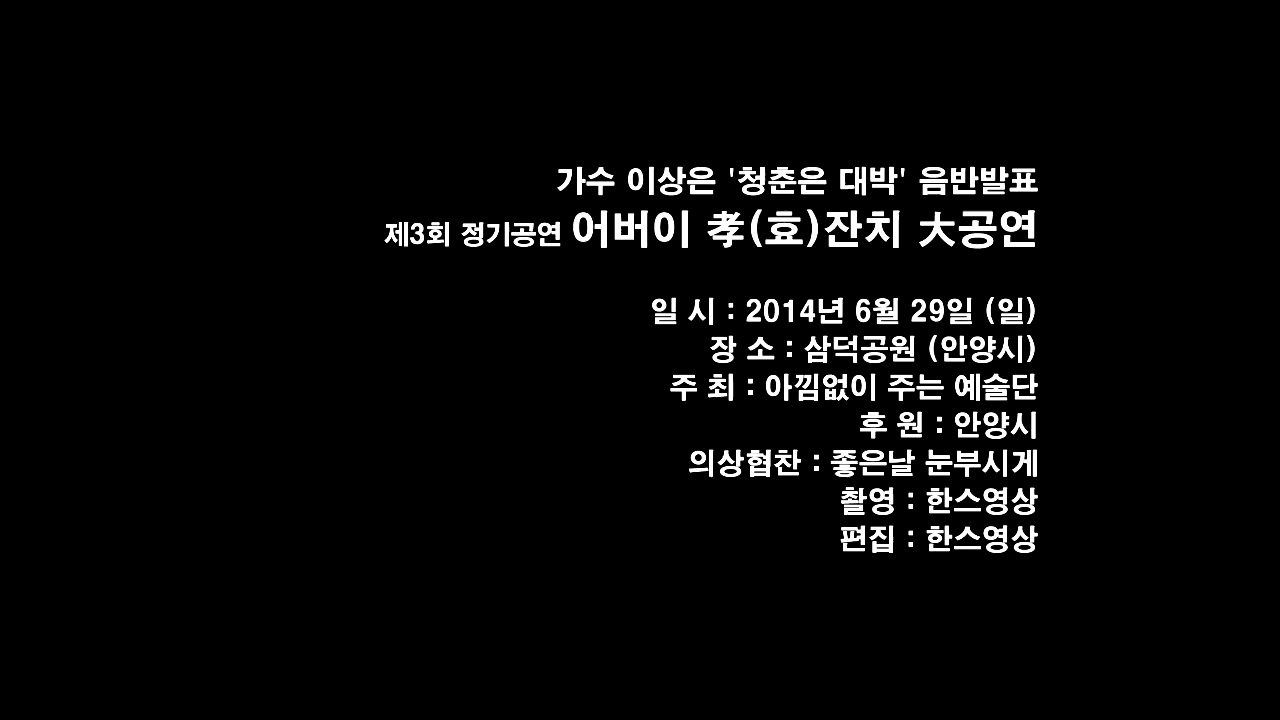 가수 이상은 '청춘은 대박' 음반발표
제3회 정기공연 어버이 孝(효)잔치 大공연
일 시 : 2014년 6월 29일 (일)
장 소 : 삼덕공원 (안양시)
주 최 : 아낌없이 주는 예술단
후 원 : 안양시
의상협찬 : 좋은날 눈부시게
촬영 : 한스영상
편집 : 한스영상